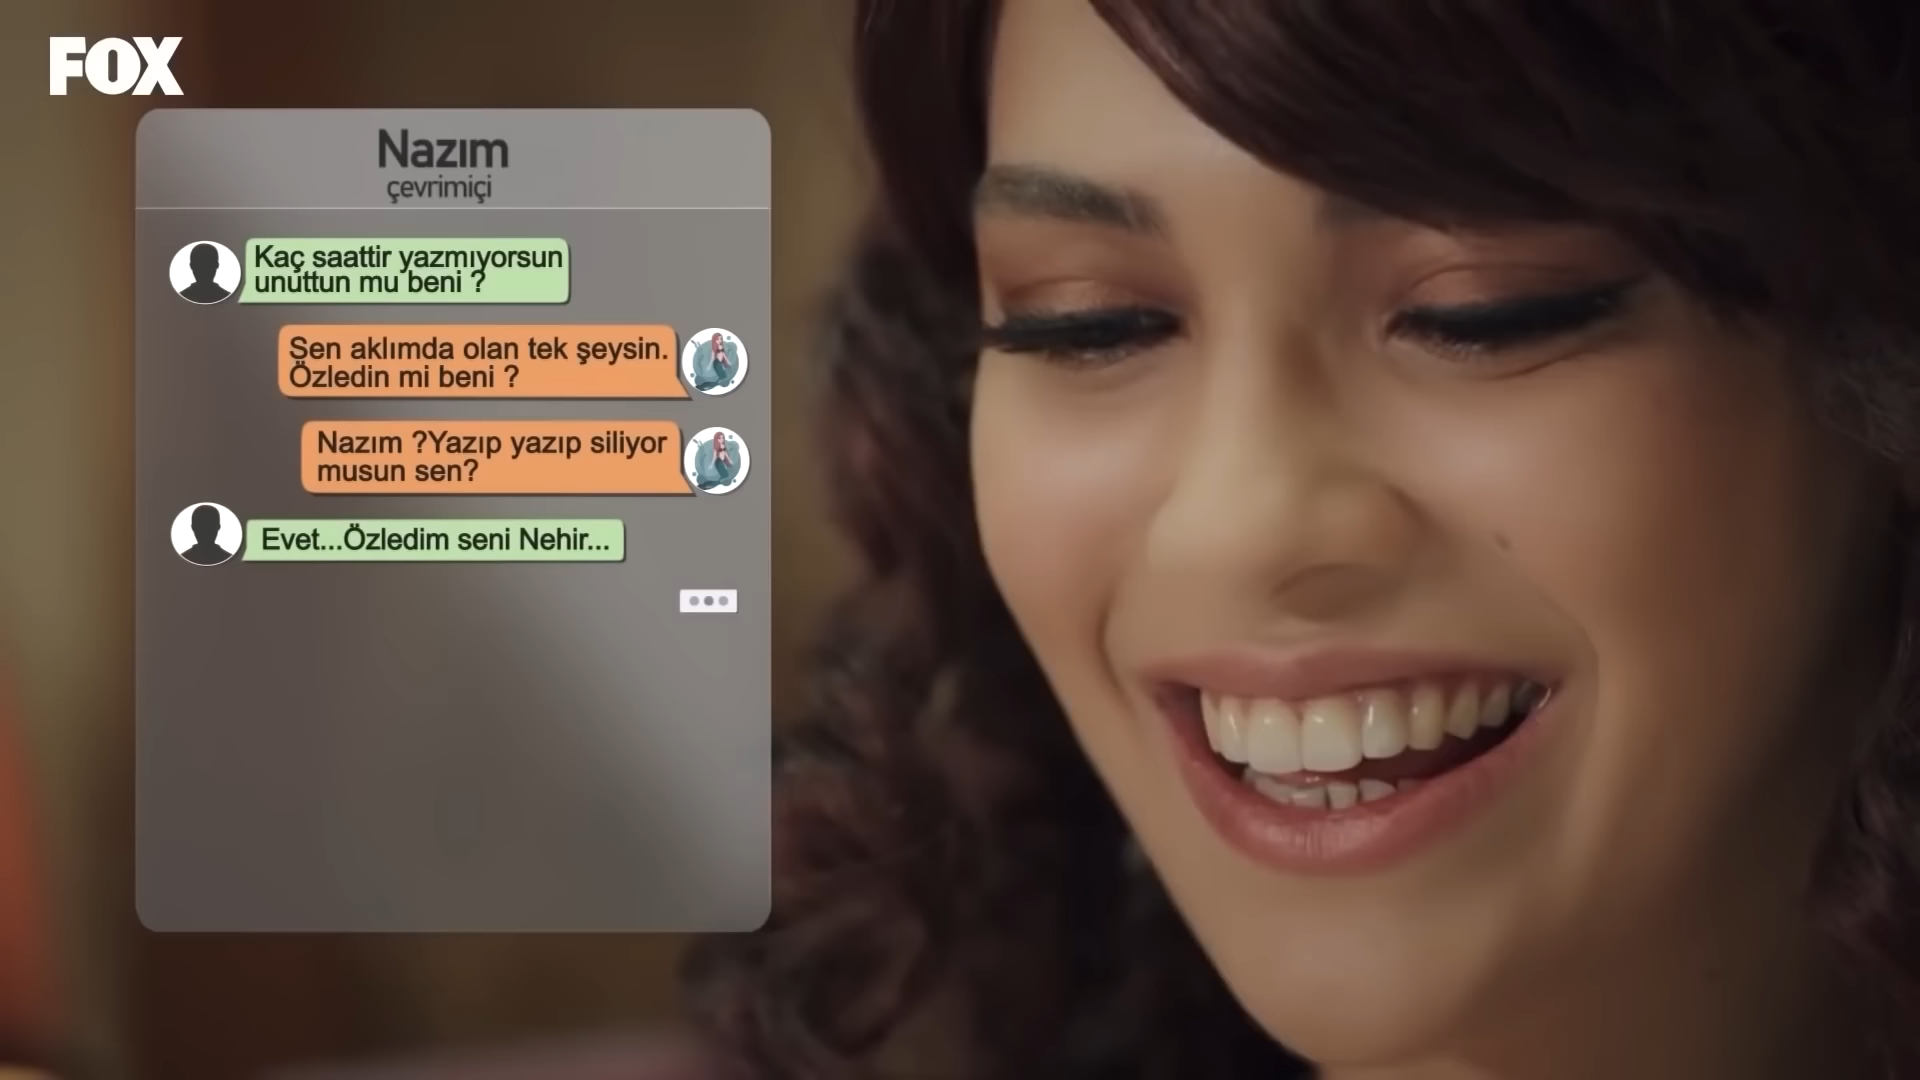 FOX
Nazım
çevrimiçi
Kaç saattir yazmıyorsun
unuttun mu beni ?
Sen aklımda olan tek şeysin.
Özledin mi beni ?
Nazım ?Yazıp yazıp siliyor
musun sen?
Evet...Özledim seni Nehir...